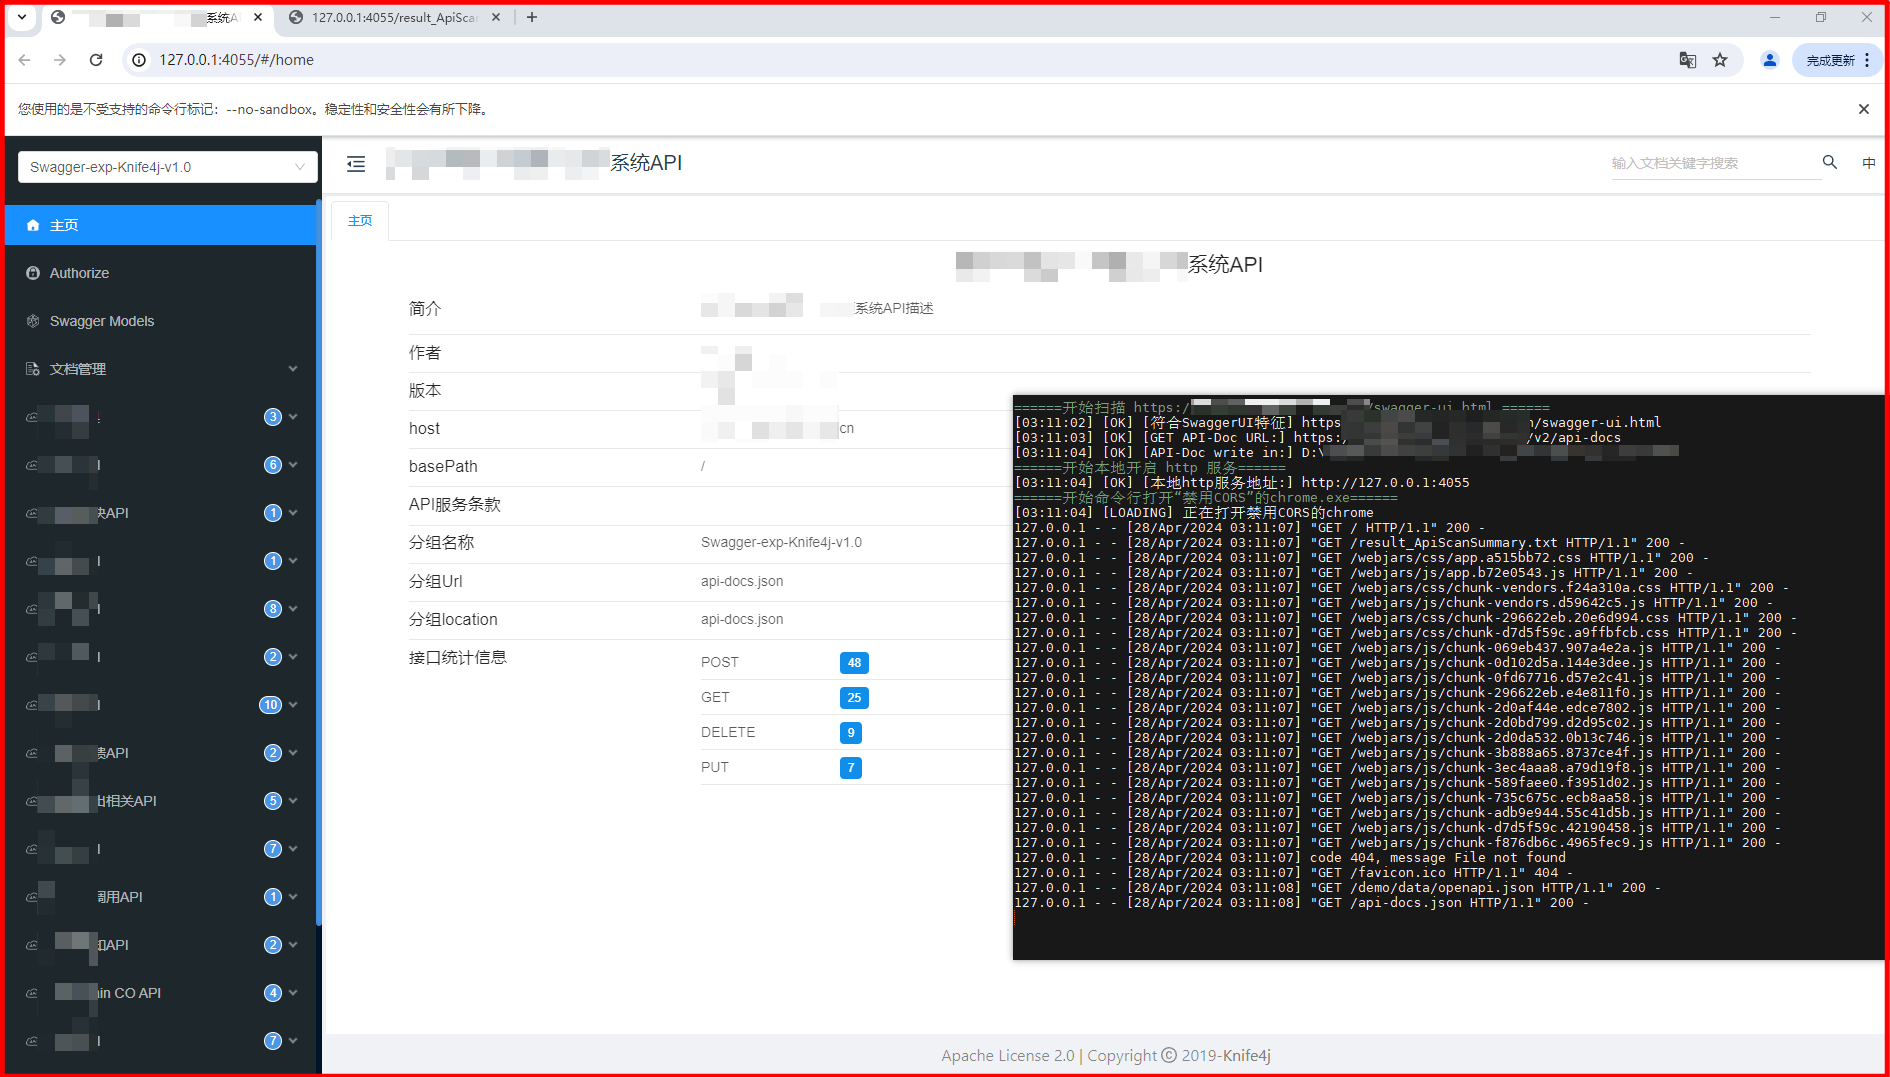 系统A
127.0.0.1:4055/result_ApiScan
127.0.0.1:4055/#/home
完成更新
您使用的是不受支持的命令行标记：--no-sandbox。稳定性和安全性会有所下降。
Swagger-exp-Knife4j-v1.0
系统API
输入文档关键字搜索
中
主页
Authorize
Swagger Models
文档管理
3
6
API
1
1
8
2
10
API
2
出相关API
5
7
调用API
1
API
2
in CO API
4
7
主页
系统API
简介
系统API描述
作者
版本
host
cn
basePath
/
API服务条款
分组名称
Swagger-exp-Knife4j-v1.0
分组Url
api-docs.json
分组location
api-docs.json
接口统计信息
POST
48
GET
25
DELETE
9
PUT
7
======开始扫描 https:/ /swagger-ui.html ======
[03:11:02] [OK] [符合SwaggerUI特征] https /swagger-ui.html
[03:11:03] [OK] [GET API-Doc URL:] https:/ /v2/api-docs
[03:11:04] [OK] [API-Doc write in:] D:\
======开始本地开启 http 服务======
[03:11:04] [OK] [本地http服务地址:] http://127.0.0.1:4055
======开始命令行打开“禁用CORS”的chrome.exe======
[03:11:04] [LOADING] 正在打开禁用CORS的chrome
127.0.0.1 - - [28/Apr/2024 03:11:07] "GET / HTTP/1.1" 200 -
127.0.0.1 - - [28/Apr/2024 03:11:07] "GET /result_ApiScanSummary.txt HTTP/1.1" 200 -
127.0.0.1 - - [28/Apr/2024 03:11:07] "GET /webjars/css/app.a515bb72.css HTTP/1.1" 200 -
127.0.0.1 - - [28/Apr/2024 03:11:07] "GET /webjars/js/app.b72e0543.js HTTP/1.1" 200 -
127.0.0.1 - - [28/Apr/2024 03:11:07] "GET /webjars/css/chunk-vendors.f24a310a.css HTTP/1.1" 200 -
127.0.0.1 - - [28/Apr/2024 03:11:07] "GET /webjars/js/chunk-vendors.d59642c5.js HTTP/1.1" 200 -
127.0.0.1 - - [28/Apr/2024 03:11:07] "GET /webjars/css/chunk-296622eb.20e6d994.css HTTP/1.1" 200 -
127.0.0.1 - - [28/Apr/2024 03:11:07] "GET /webjars/css/chunk-d7d5f59c.a9ffbfcb.css HTTP/1.1" 200 -
127.0.0.1 - - [28/Apr/2024 03:11:07] "GET /webjars/js/chunk-069eb437.907a4e2a.js HTTP/1.1" 200 -
127.0.0.1 - - [28/Apr/2024 03:11:07] "GET /webjars/js/chunk-0d102d5a.144e3dee.js HTTP/1.1" 200 -
127.0.0.1 - - [28/Apr/2024 03:11:07] "GET /webjars/js/chunk-0fd67716.d57e2c41.js HTTP/1.1" 200 -
127.0.0.1 - - [28/Apr/2024 03:11:07] "GET /webjars/js/chunk-296622eb.e4e811f0.js HTTP/1.1" 200 -
127.0.0.1 - - [28/Apr/2024 03:11:07] "GET /webjars/js/chunk-2d0af44e.edce7802.js HTTP/1.1" 200 -
127.0.0.1 - - [28/Apr/2024 03:11:07] "GET /webjars/js/chunk-2d0bd799.d2d95c02.js HTTP/1.1" 200 -
127.0.0.1 - - [28/Apr/2024 03:11:07] "GET /webjars/js/chunk-2d0da532.0b13c746.js HTTP/1.1" 200 -
127.0.0.1 - - [28/Apr/2024 03:11:07] "GET /webjars/js/chunk-3b888a65.8737ce4f.js HTTP/1.1" 200 -
127.0.0.1 - - [28/Apr/2024 03:11:07] "GET /webjars/js/chunk-3ec4aaa8.a79d19f8.js HTTP/1.1" 200 -
127.0.0.1 - - [28/Apr/2024 03:11:07] "GET /webjars/js/chunk-589faee0.f3951d02.js HTTP/1.1" 200 -
127.0.0.1 - - [28/Apr/2024 03:11:07] "GET /webjars/js/chunk-735c675c.ecb8aa58.js HTTP/1.1" 200 -
127.0.0.1 - - [28/Apr/2024 03:11:07] "GET /webjars/js/chunk-adb9e944.55c41d5b.js HTTP/1.1" 200 -
127.0.0.1 - - [28/Apr/2024 03:11:07] "GET /webjars/js/chunk-d7d5f59c.42190458.js HTTP/1.1" 200 -
127.0.0.1 - - [28/Apr/2024 03:11:07] "GET /webjars/js/chunk-f876db6c.4965fec9.js HTTP/1.1" 200 -
127.0.0.1 - - [28/Apr/2024 03:11:07] code 404, message File not found
127.0.0.1 - - [28/Apr/2024 03:11:07] "GET /favicon.ico HTTP/1.1" 404 -
127.0.0.1 - - [28/Apr/2024 03:11:08] "GET /demo/data/openapi.json HTTP/1.1" 200 -
127.0.0.1 - - [28/Apr/2024 03:11:08] "GET /api-docs.json HTTP/1.1" 200 -
Apache License 2.0 | Copyright © 2019-Knife4j